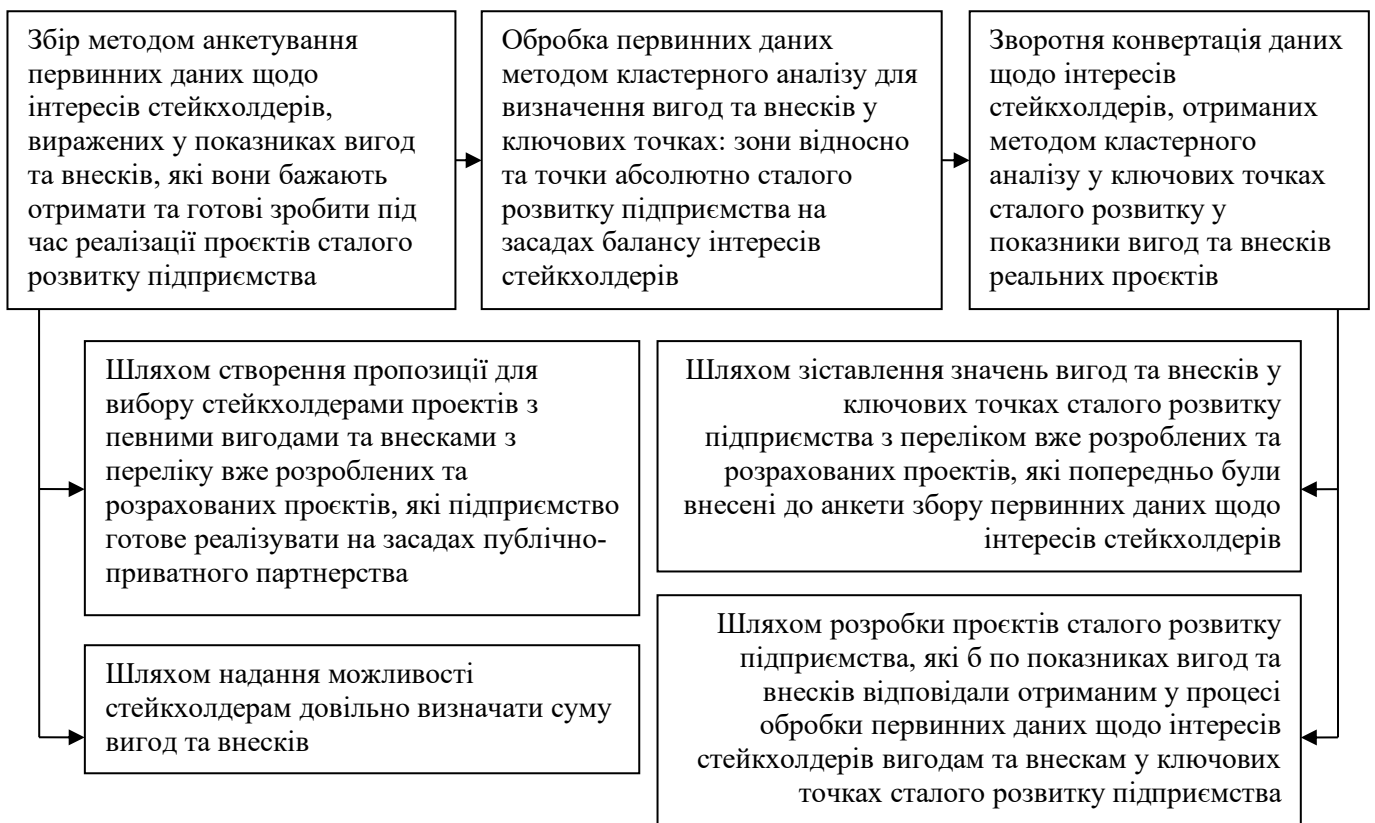 Збір методом анкетування
первинних даних щодо
інтересів стейкхолдерів,
виражених у показниках вигод
та внесків, які вони бажають
отримати та готові зробити під
час реалізації проєктів сталого
розвитку підприємства
Обробка первинних даних
методом кластерного аналізу для
визначення вигод та внесків у
ключових точках: зони відносно
та точки абсолютно сталого
розвитку підприємства на
засадах балансу інтересів
стейкхолдерів
Зворотня конвертація даних
щодо інтересів
стейкхолдерів, отриманих
методом кластерного
аналізу у ключових точках
сталого розвитку у
показники вигод та внесків
реальних проєктів
Шляхом створення пропозиції для
вибору стейкхолдерами проектів з
певними вигодами та внесками з
переліку вже розроблених та
розрахованих проєктів, які підприємство
готове реалізувати на засадах публічно-
приватного партнерства
Шляхом зіставлення значень вигод та внесків у
ключових точках сталого розвитку
підприємства з переліком вже розроблених та
розрахованих проектів, які попередньо були
внесені до анкети збору первинних даних щодо
інтересів стейкхолдерів
Шляхом надання можливості
стейкхолдерам довільно визначати суму
вигод та внесків
Шляхом розробки проєктів сталого розвитку
підприємства, які б по показниках вигод та
внесків відповідали отриманим у процесі
обробки первинних даних щодо інтересів
стейкхолдерів вигодам та внескам у ключових
точках сталого розвитку підприємства